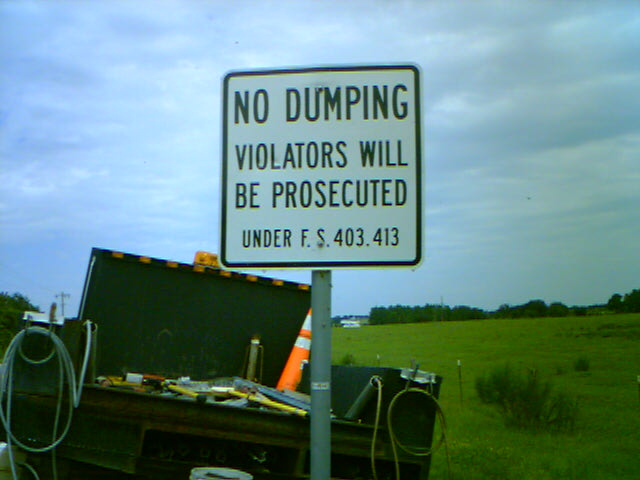 NO DUMPING
VIOLATORS WILL
BE PROSECUTED
UNDER F. S. 403.413